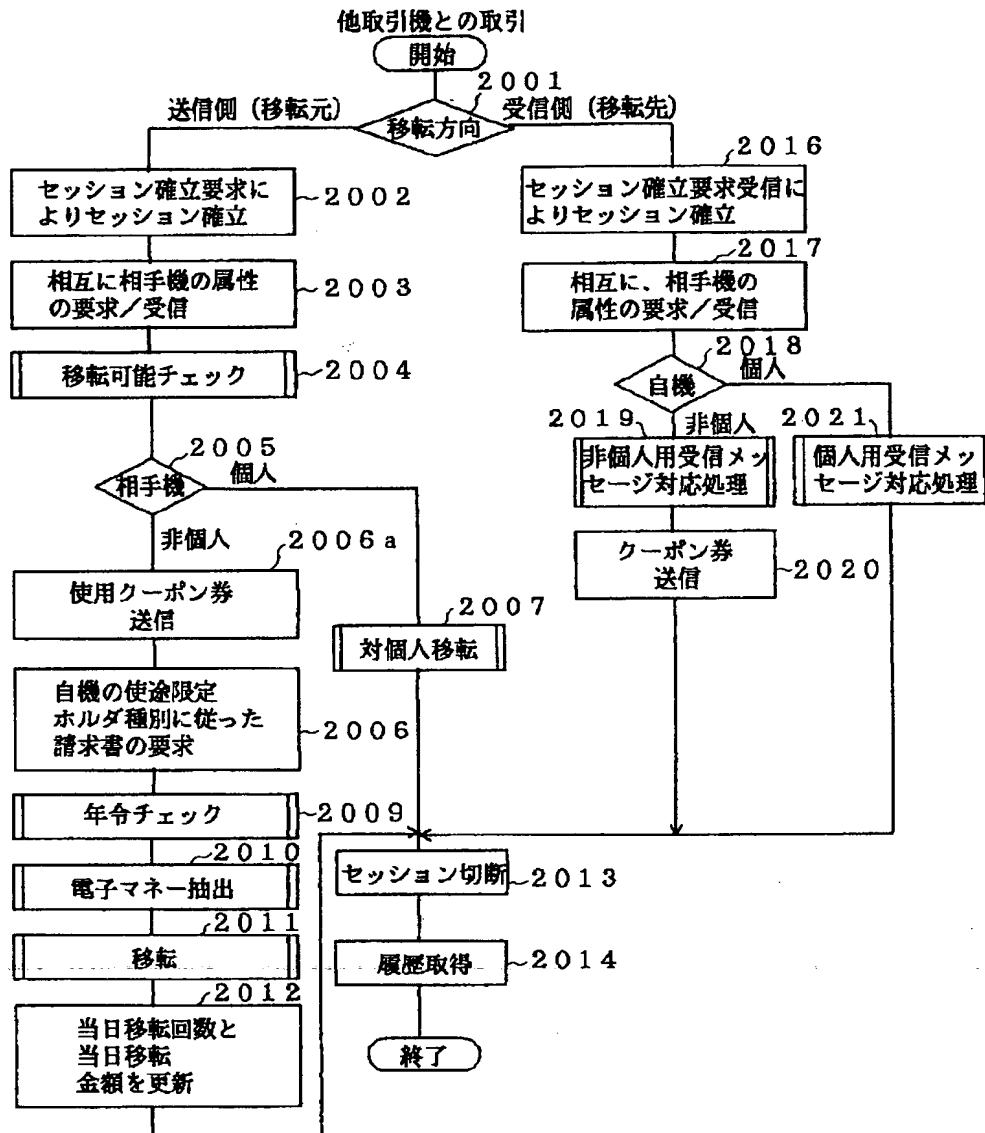 他取引機との取引
開始
2001
送信側(移転元)
移転方向
受信側(移転先)
セッション確立要求に
よりセッション確立
2002
相互に相手機の属性
の要求/受信
2003
移転可能チェック
2004
2005
相手機
個人
非個人
2006a
使用クーポン券
送信
2007
対個人移転
自機の使途限定
ホルダ種別に従った
請求書の要求
2006
年令チェック
2009
2010
電子マネー抽出
2011
移転
2012
当日移転回数と
当日移転
金額を更新
2016
セッション確立要求受信に
よりセッション確立
2017
相互に、相手機の
属性の要求/受信
2018
自機
個人
非個人
2019
非個人用受信メッ
セージ対応処理
2021
個人用受信メッ
セージ対応処理
クーポン券
送信
2020
セッション切断
2013
履歴取得
2014
終了